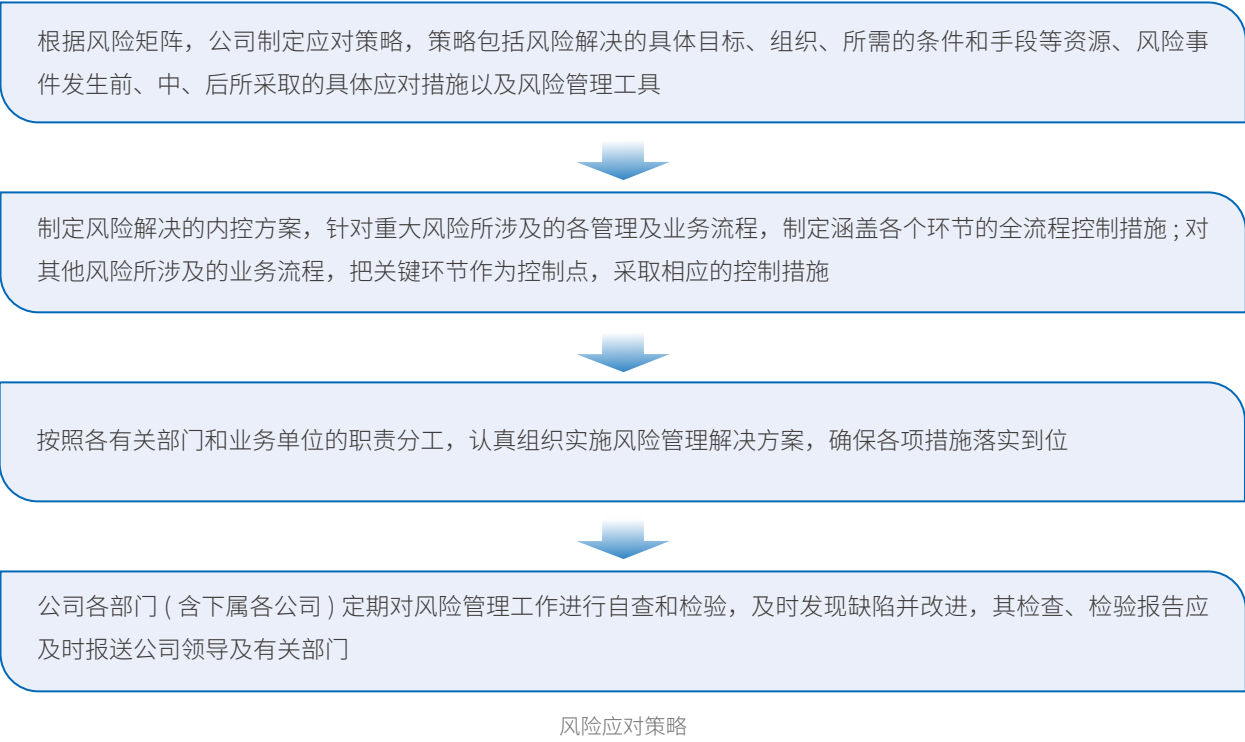 根据风险矩阵，公司制定应对策略，策略包括风险解决的具体目标、组织、所需的条件和手段等资源、风险事
件发生前、中、后所采取的具体应对措施以及风险管理工具
制定风险解决的内控方案，针对重大风险所涉及的各管理及业务流程，制定涵盖各个环节的全流程控制措施 ; 对
其他风险所涉及的业务流程，把关键环节作为控制点，采取相应的控制措施
按照各有关部门和业务单位的职责分工，认真组织实施风险管理解决方案，确保各项措施落实到位
公司各部门 ( 含下属各公司 ) 定期对风险管理工作进行自查和检验，及时发现缺陷并改进，其检查、检验报告应
及时报送公司领导及有关部门
风险应对策略